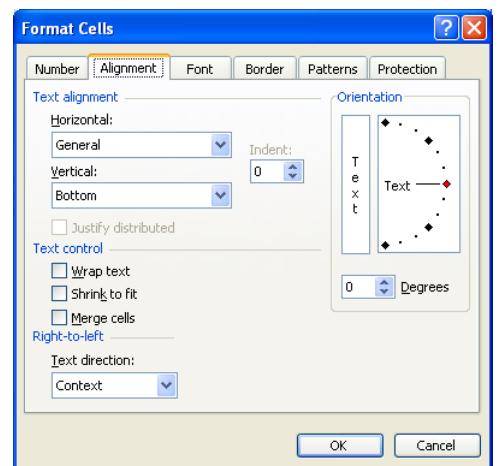 Format Cells
Number Alignment Font Border Patterns Protection
Text alignment
Horizontal:
General
Indent:
0
Vertical:
Bottom
Justify distributed
Text control
Wrap text
Shrink to fit
Merge cells
Right-to-left
Text direction:
Context
Orientation
T
e
x
t
Text
0 Degrees
OK Cancel